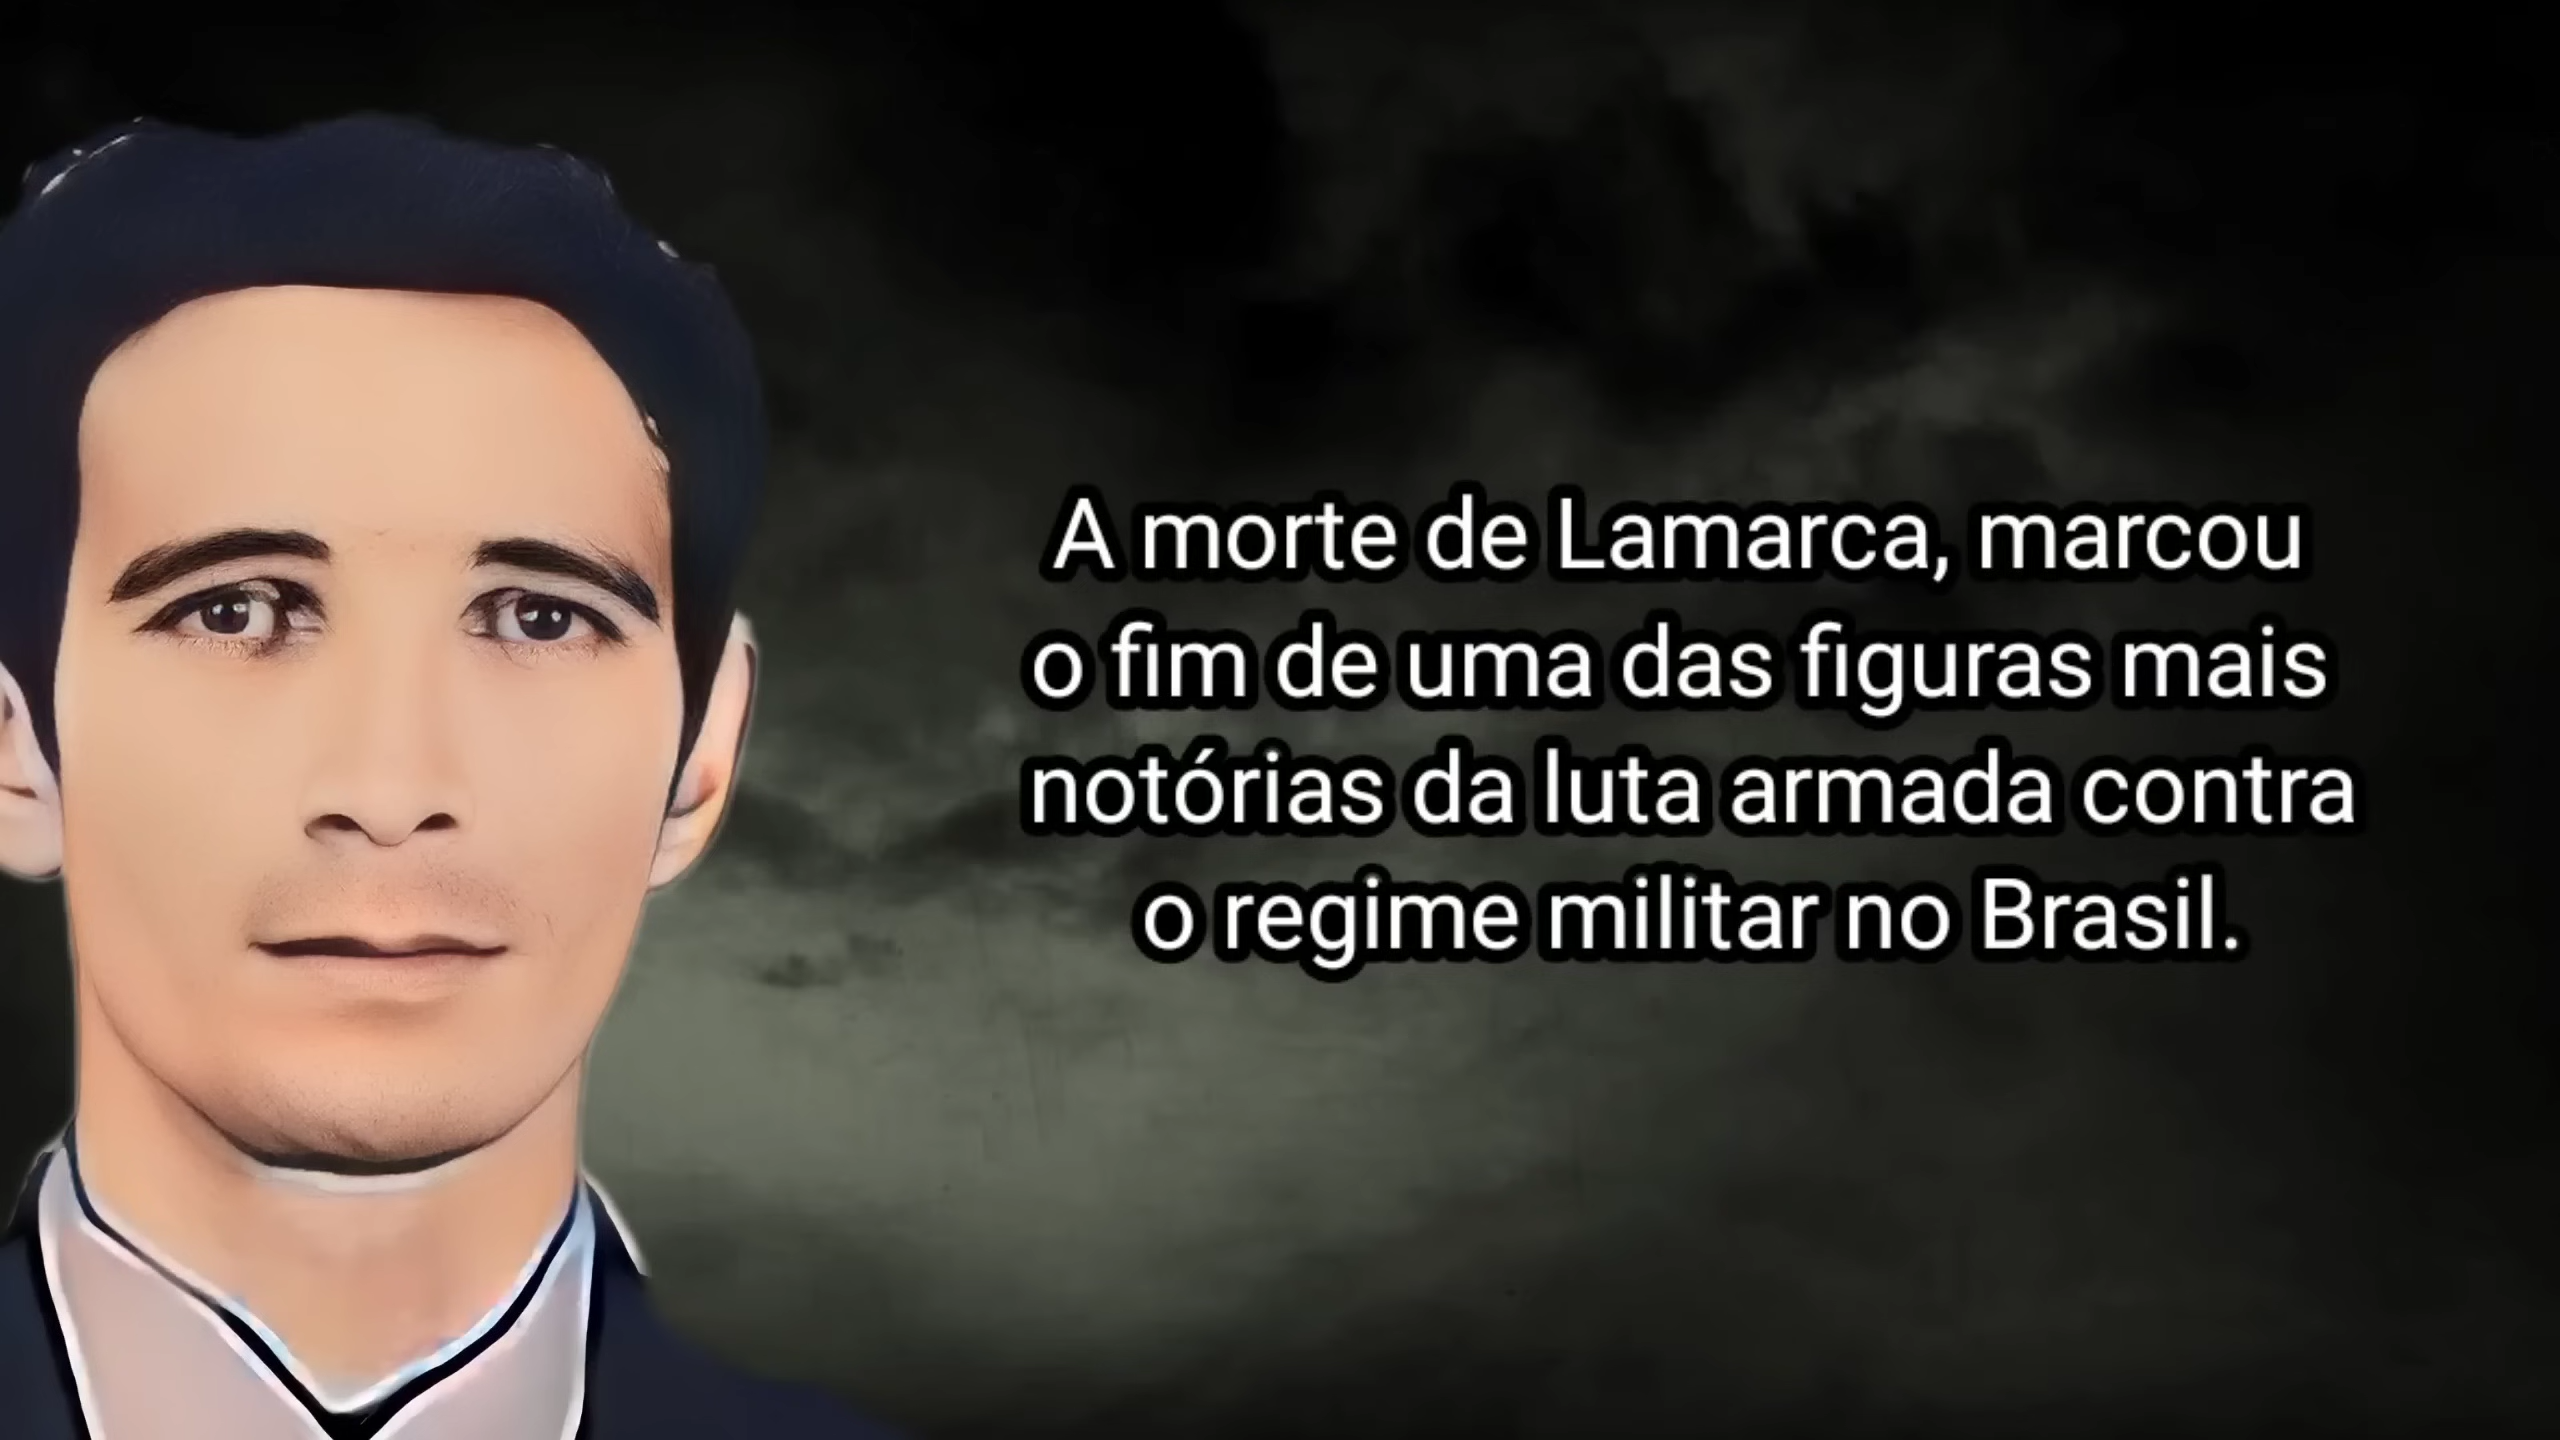 A morte de Lamarca, marcou
o fim de uma das figuras mais
notórias da luta armada contra
o regime militar no Brasil.